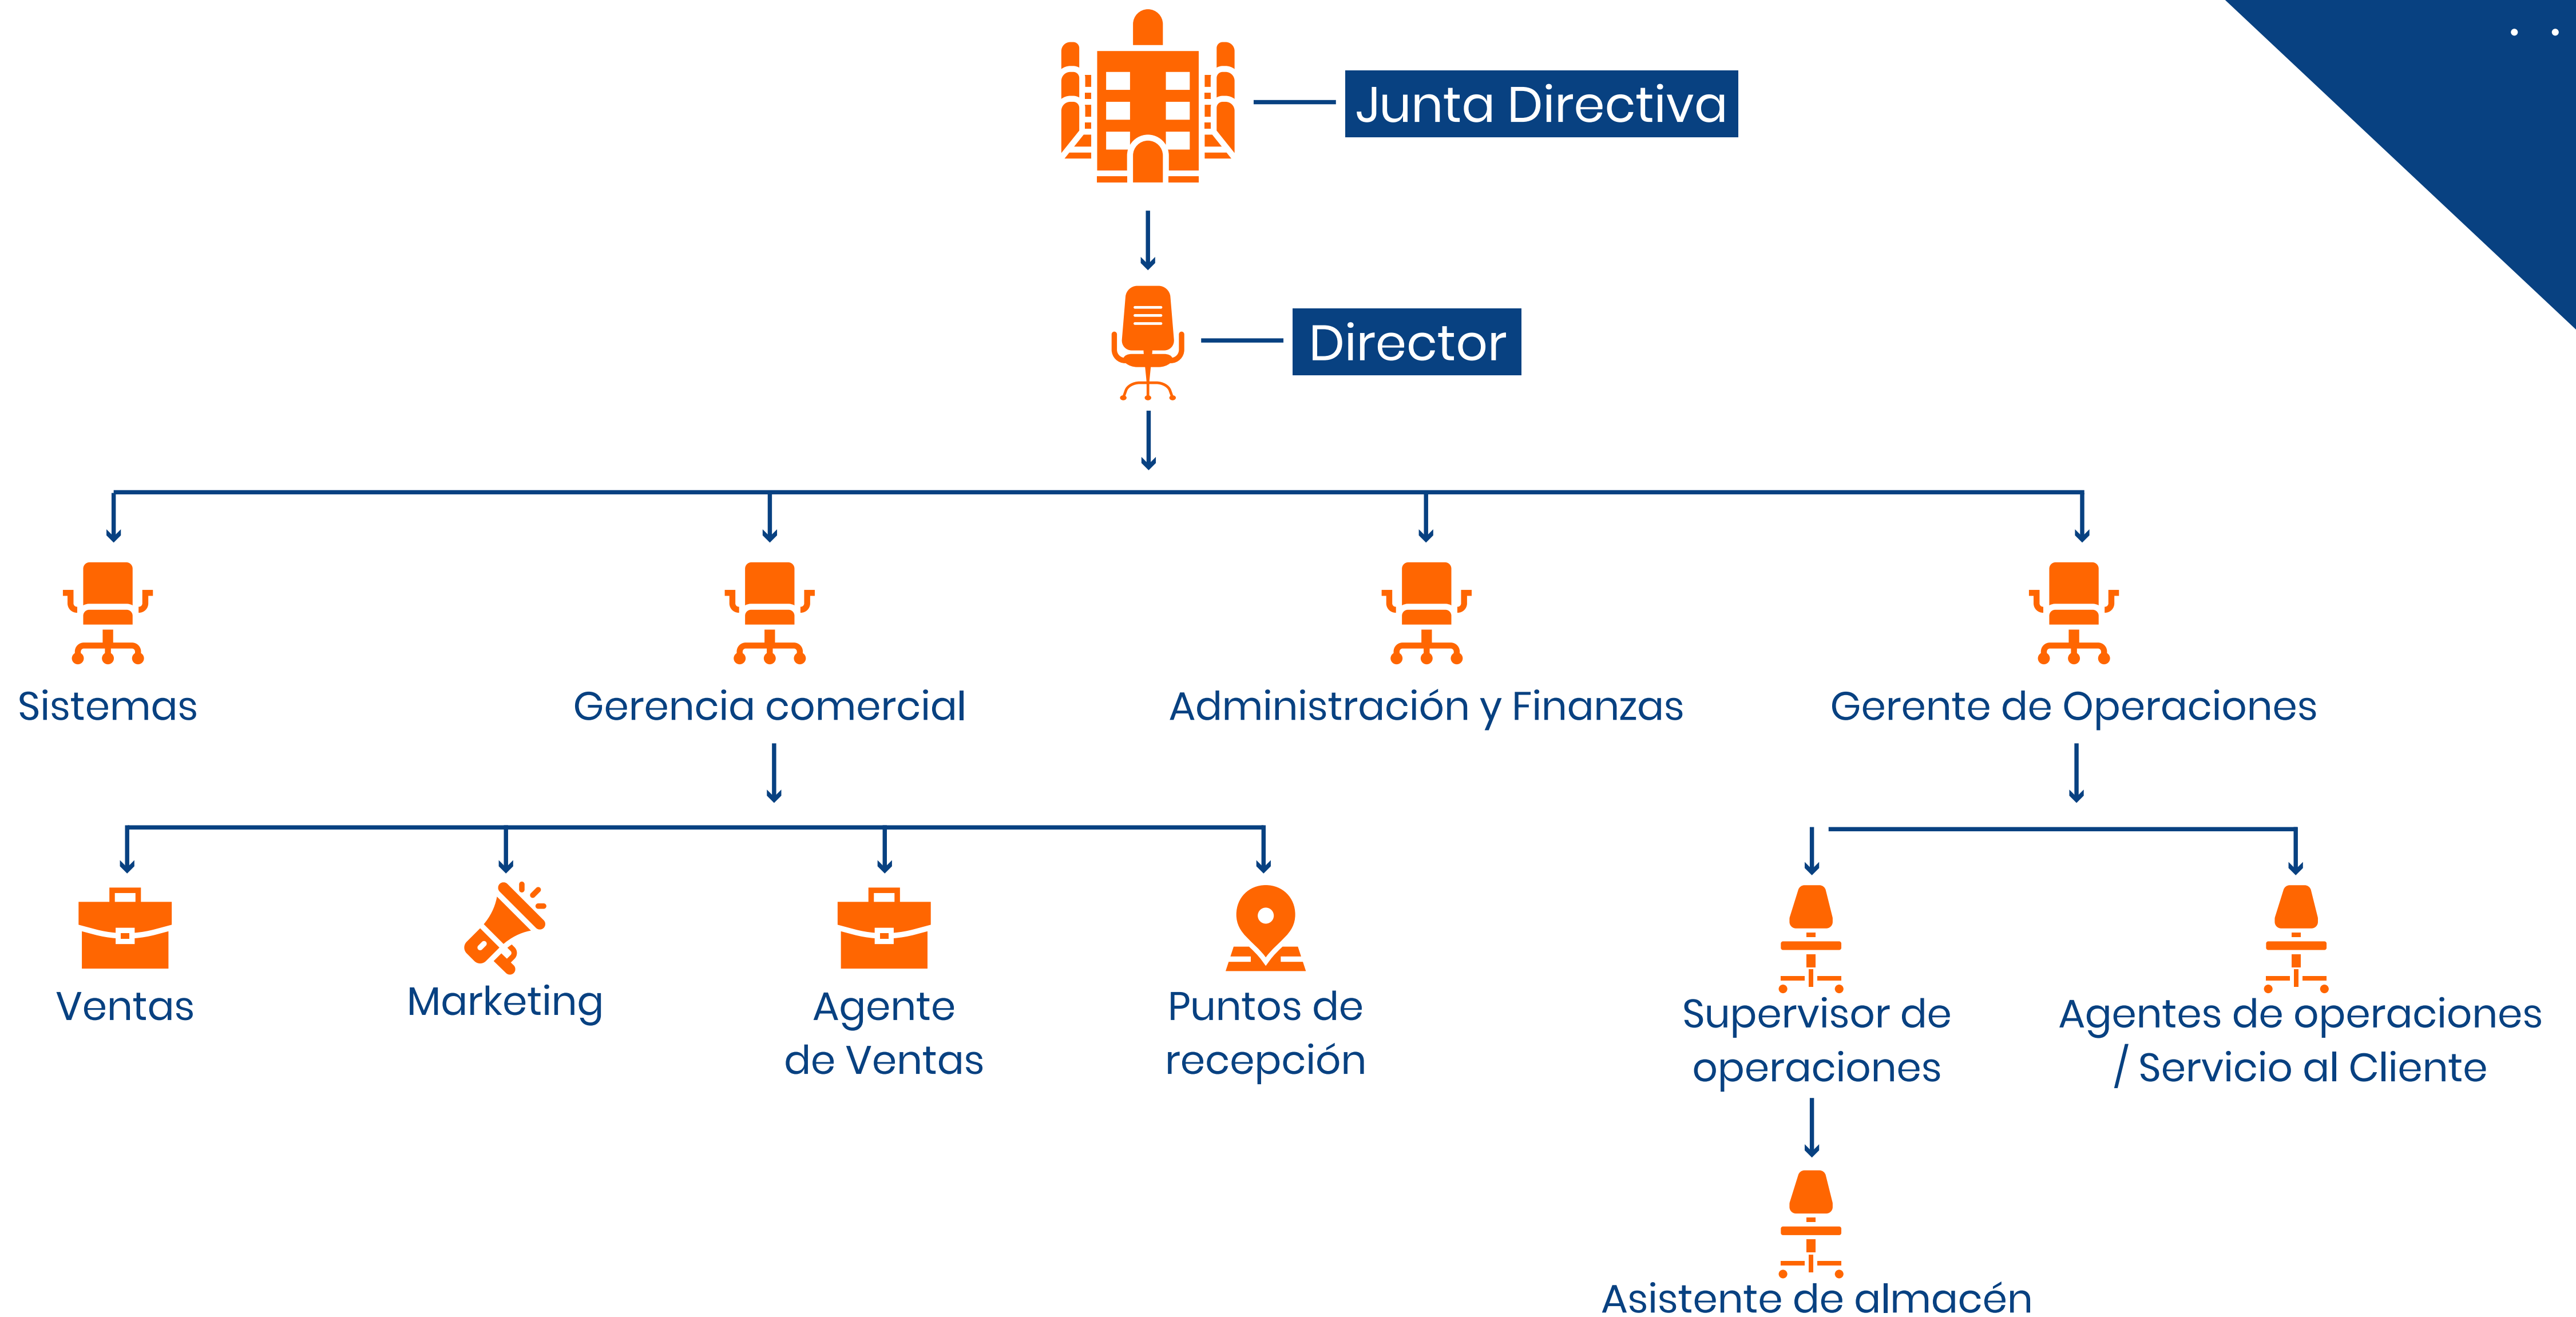 Junta Directiva
Director
Sistemas
Gerencia comercial
Administración y Finanzas
Gerente de Operaciones
Ventas
Marketing
Agente
de Ventas
Puntos de
recepción
Supervisor de
operaciones
Agentes de operaciones
/ Servicio al Cliente
Asistente de almacén